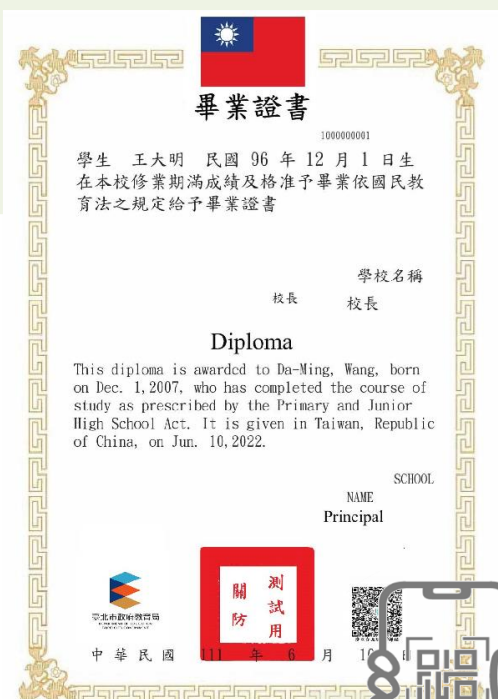 畢業證書
1000000001
學生 王大明 民國 96 年 12 月 1 日生
在本校修業期滿成績及格准予畢業依國民教
育法之規定給予畢業證書
學校名稱
校長 校長
Diploma
This diploma is awarded to Da-Ming, Wang, born
on Dec. 1,2007, who has completed the course of
study as prescribed by the Primary and Junior
High School Act. It is given in Taiwan, Republic
of China, on Jun. 10,2022.
SCHOOL
NAME
Principal
測試用
關防
臺北市政府教育局
中華民國 111 年 6 月 10